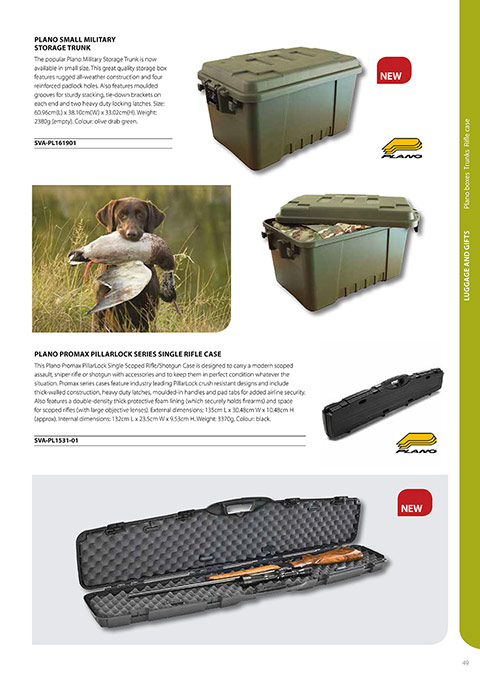 PLANO SMALL MILITARY
STORAGE TRUNK
The popular Plano Military Storage Trunk is now
available in small size. This great quality storage box
features rugged all-weather construction and four
reinforced padlock holes. Also features moulded
grooves for sturdy stacking, tie-down brackets on
each end and two heavy duty locking latches. Size:
60.96cm(L) x 38.10cm(W) x 33.02cm(H). Weight:
2380g (empty). Colour: olive drab green.
SVA-PL161901
NEW
PLANO
PLANO PROMAX PILLARLOCK SERIES SINGLE RIFLE CASE
This Plano Promax PillarLock Single Scoped Rifle/Shotgun Case is designed to carry a modern scoped
assault, sniper rifle or shotgun with accessories and to keep them in perfect condition whatever the
situation. Promax series cases feature industry leading PillarLock crush resistant designs and include
thick-walled construction, heavy duty latches, moulded-in handles and pad tabs for added airline security.
Also features a double-density thick protective foam lining (which securely holds firearms) and space
for scoped rifles (with large objective lenses). External dimensions; 135cm L x 30.48cm W x 10.48cm H
(approx). Internal dimensions: 132cm L x 23.5cm W x 9.53cm H. Weight: 3370g. Colour: black.
SVA-PL1531-01
PLANO
NEW
LUGGAGE AND GIFTS Plano boxes Trunks Rifle case
49